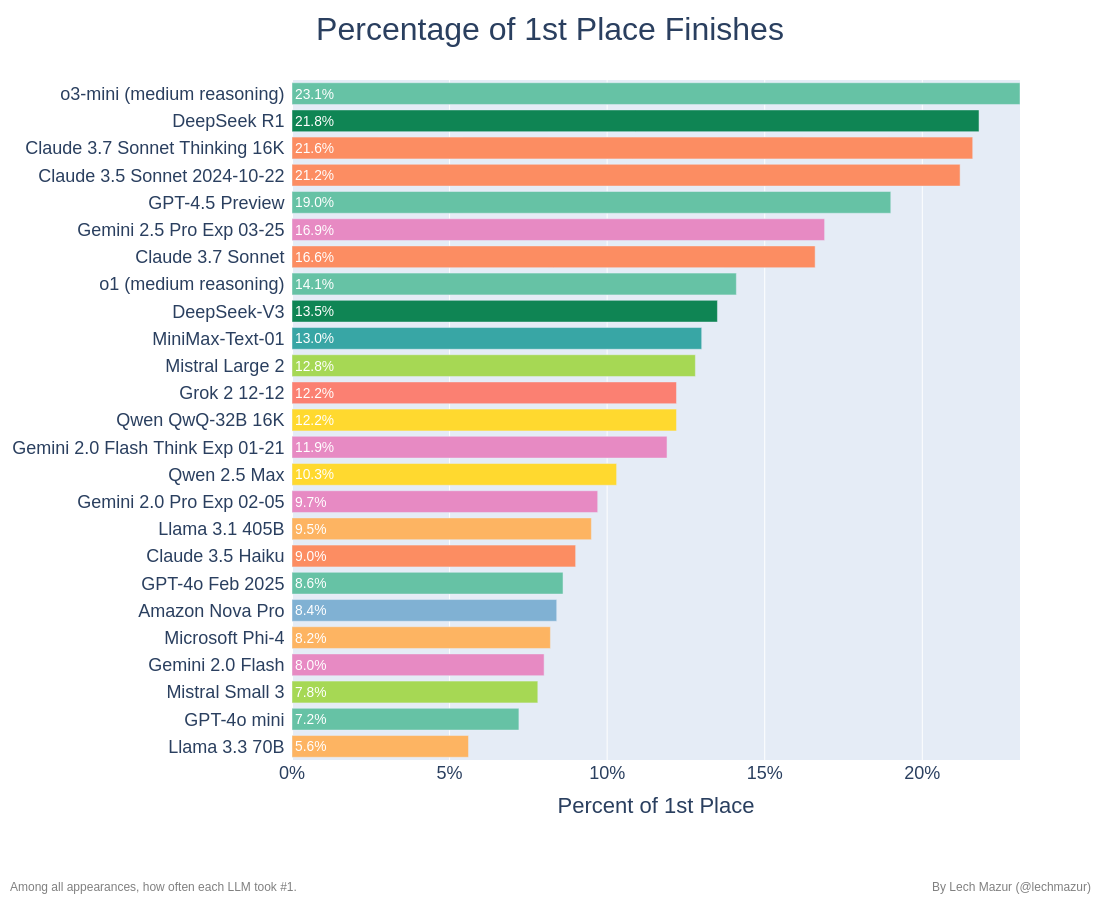 Percentage of 1st Place Finishes
o3-mini (medium reasoning) 23.1%
DeepSeek R1 21.8%
Claude 3.7 Sonnet Thinking 16K 21.6%
Claude 3.5 Sonnet 2024-10-22 21.2%
GPT-4.5 Preview 19.0%
Gemini 2.5 Pro Exp 03-25 16.9%
Claude 3.7 Sonnet 16.6%
o1 (medium reasoning) 14.1%
DeepSeek-V3 13.5%
MiniMax-Text-01 13.0%
Mistral Large 2 12.8%
Grok 2 12-12 12.2%
Qwen QwQ-32B 16K 12.2%
Gemini 2.0 Flash Think Exp 01-21 11.9%
Qwen 2.5 Max 10.3%
Gemini 2.0 Pro Exp 02-05 9.7%
Llama 3.1 405B 9.5%
Claude 3.5 Haiku 9.0%
GPT-4o Feb 2025 8.6%
Amazon Nova Pro 8.4%
Microsoft Phi-4 8.2%
Gemini 2.0 Flash 8.0%
Mistral Small 3 7.8%
GPT-4o mini 7.2%
Llama 3.3 70B 5.6%
0% 5% 10% 15% 20%
Percent of 1st Place
Among all appearances, how often each LLM took #1. By Lech Mazur (@lechmazur)